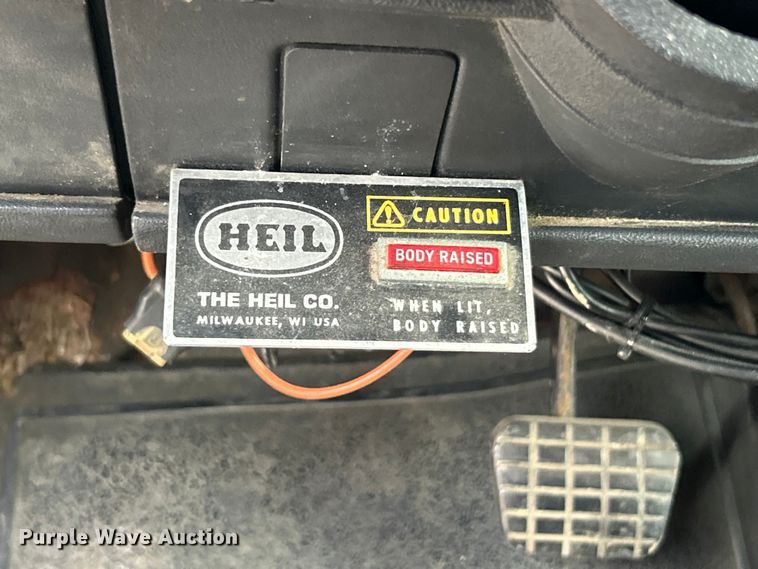 HEIL
THE HEIL CO.
MILWAUKEE, WI USA
CAUTION
BODY RAISED
WHEN LIT,
BODY RAISED
Purple Wave Auction